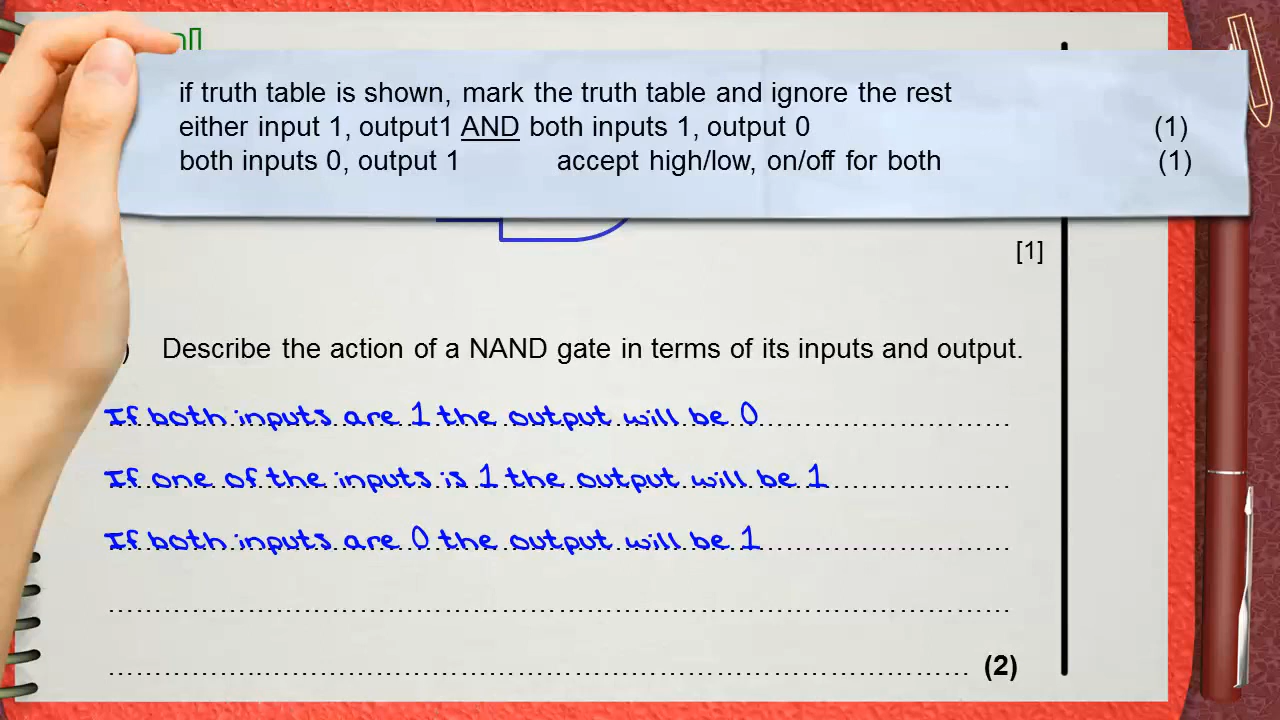 if truth table is shown, mark the truth table and ignore the rest
either input 1, output1 AND both inputs 1, output 0 (1)
both inputs 0, output 1 accept high/low, on/off for both (1)
[1]
) Describe the action of a NAND gate in terms of its inputs and output.
If both inputs are 1 the output will be 0
If one of the inputs is 1 the output will be 1
If both inputs are 0 the output will be 1
(2)